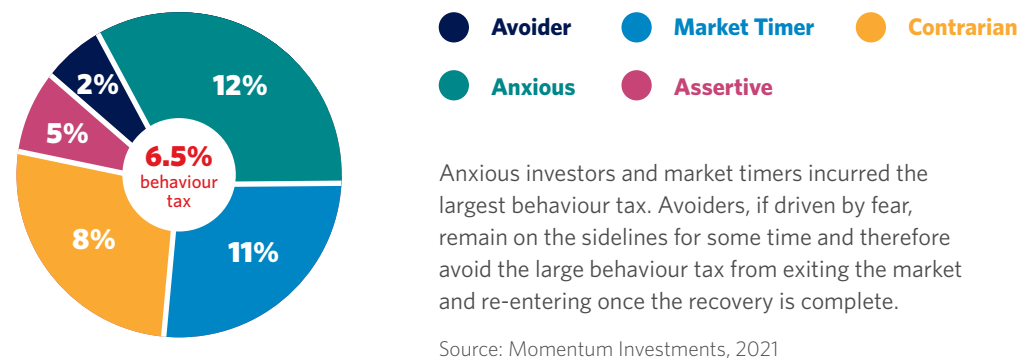 2%
12%
5%
6.5%
behaviour
tax
8%
11%
Avoider
Market Timer
Contrarian
Anxious
Assertive
Anxious investors and market timers incurred the
largest behaviour tax. Avoiders, if driven by fear,
remain on the sidelines for some time and therefore
avoid the large behaviour tax from exiting the market
and re-entering once the recovery is complete.
Source: Momentum Investments, 2021